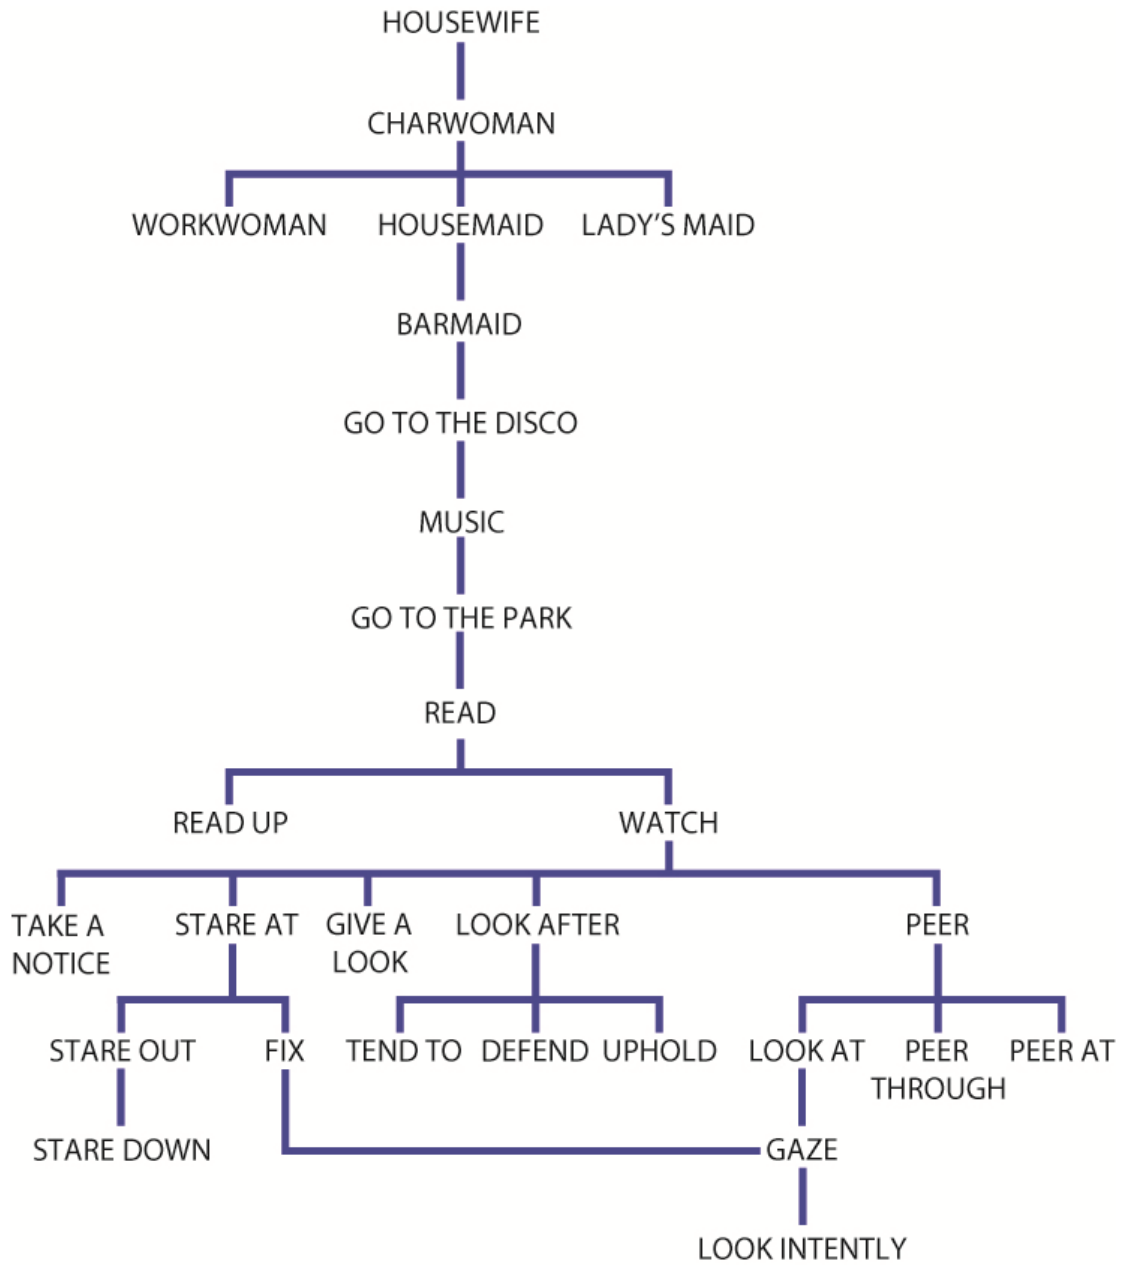 HOUSEWIFE
CHARWOMAN
WORKWOMAN HOUSEMAID LADY'S MAID
BARMAID
GO TO THE DISCO
MUSIC
GO TO THE PARK
READ
READ UP WATCH
TAKE A NOTICE STARE AT GIVE A LOOK LOOK AFTER PEER
STARE OUT FIX TEND TO DEFEND UPHOLD LOOK AT PEER THROUGH PEER AT
STARE DOWN GAZE
LOOK INTENTLY